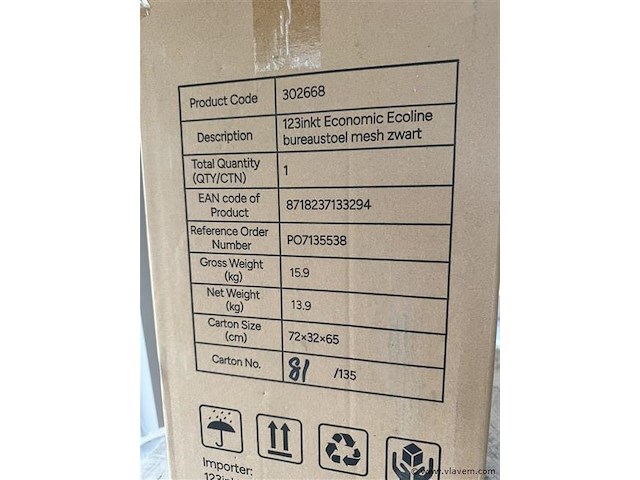 Product Code 302668
Description 123inkt Economic Ecoline
bureaustoel mesh zwart
Total Quantity
(QTY/CTN) 1
EAN code of
Product 8718237133294
Reference Order
Number PO7135538
Gross Weight
(kg) 15.9
Net Weight
(kg) 13.9
Carton Size
(cm) 72×32×65
Carton No. 81 /135
Importer:
123ink
www.vlavem.com